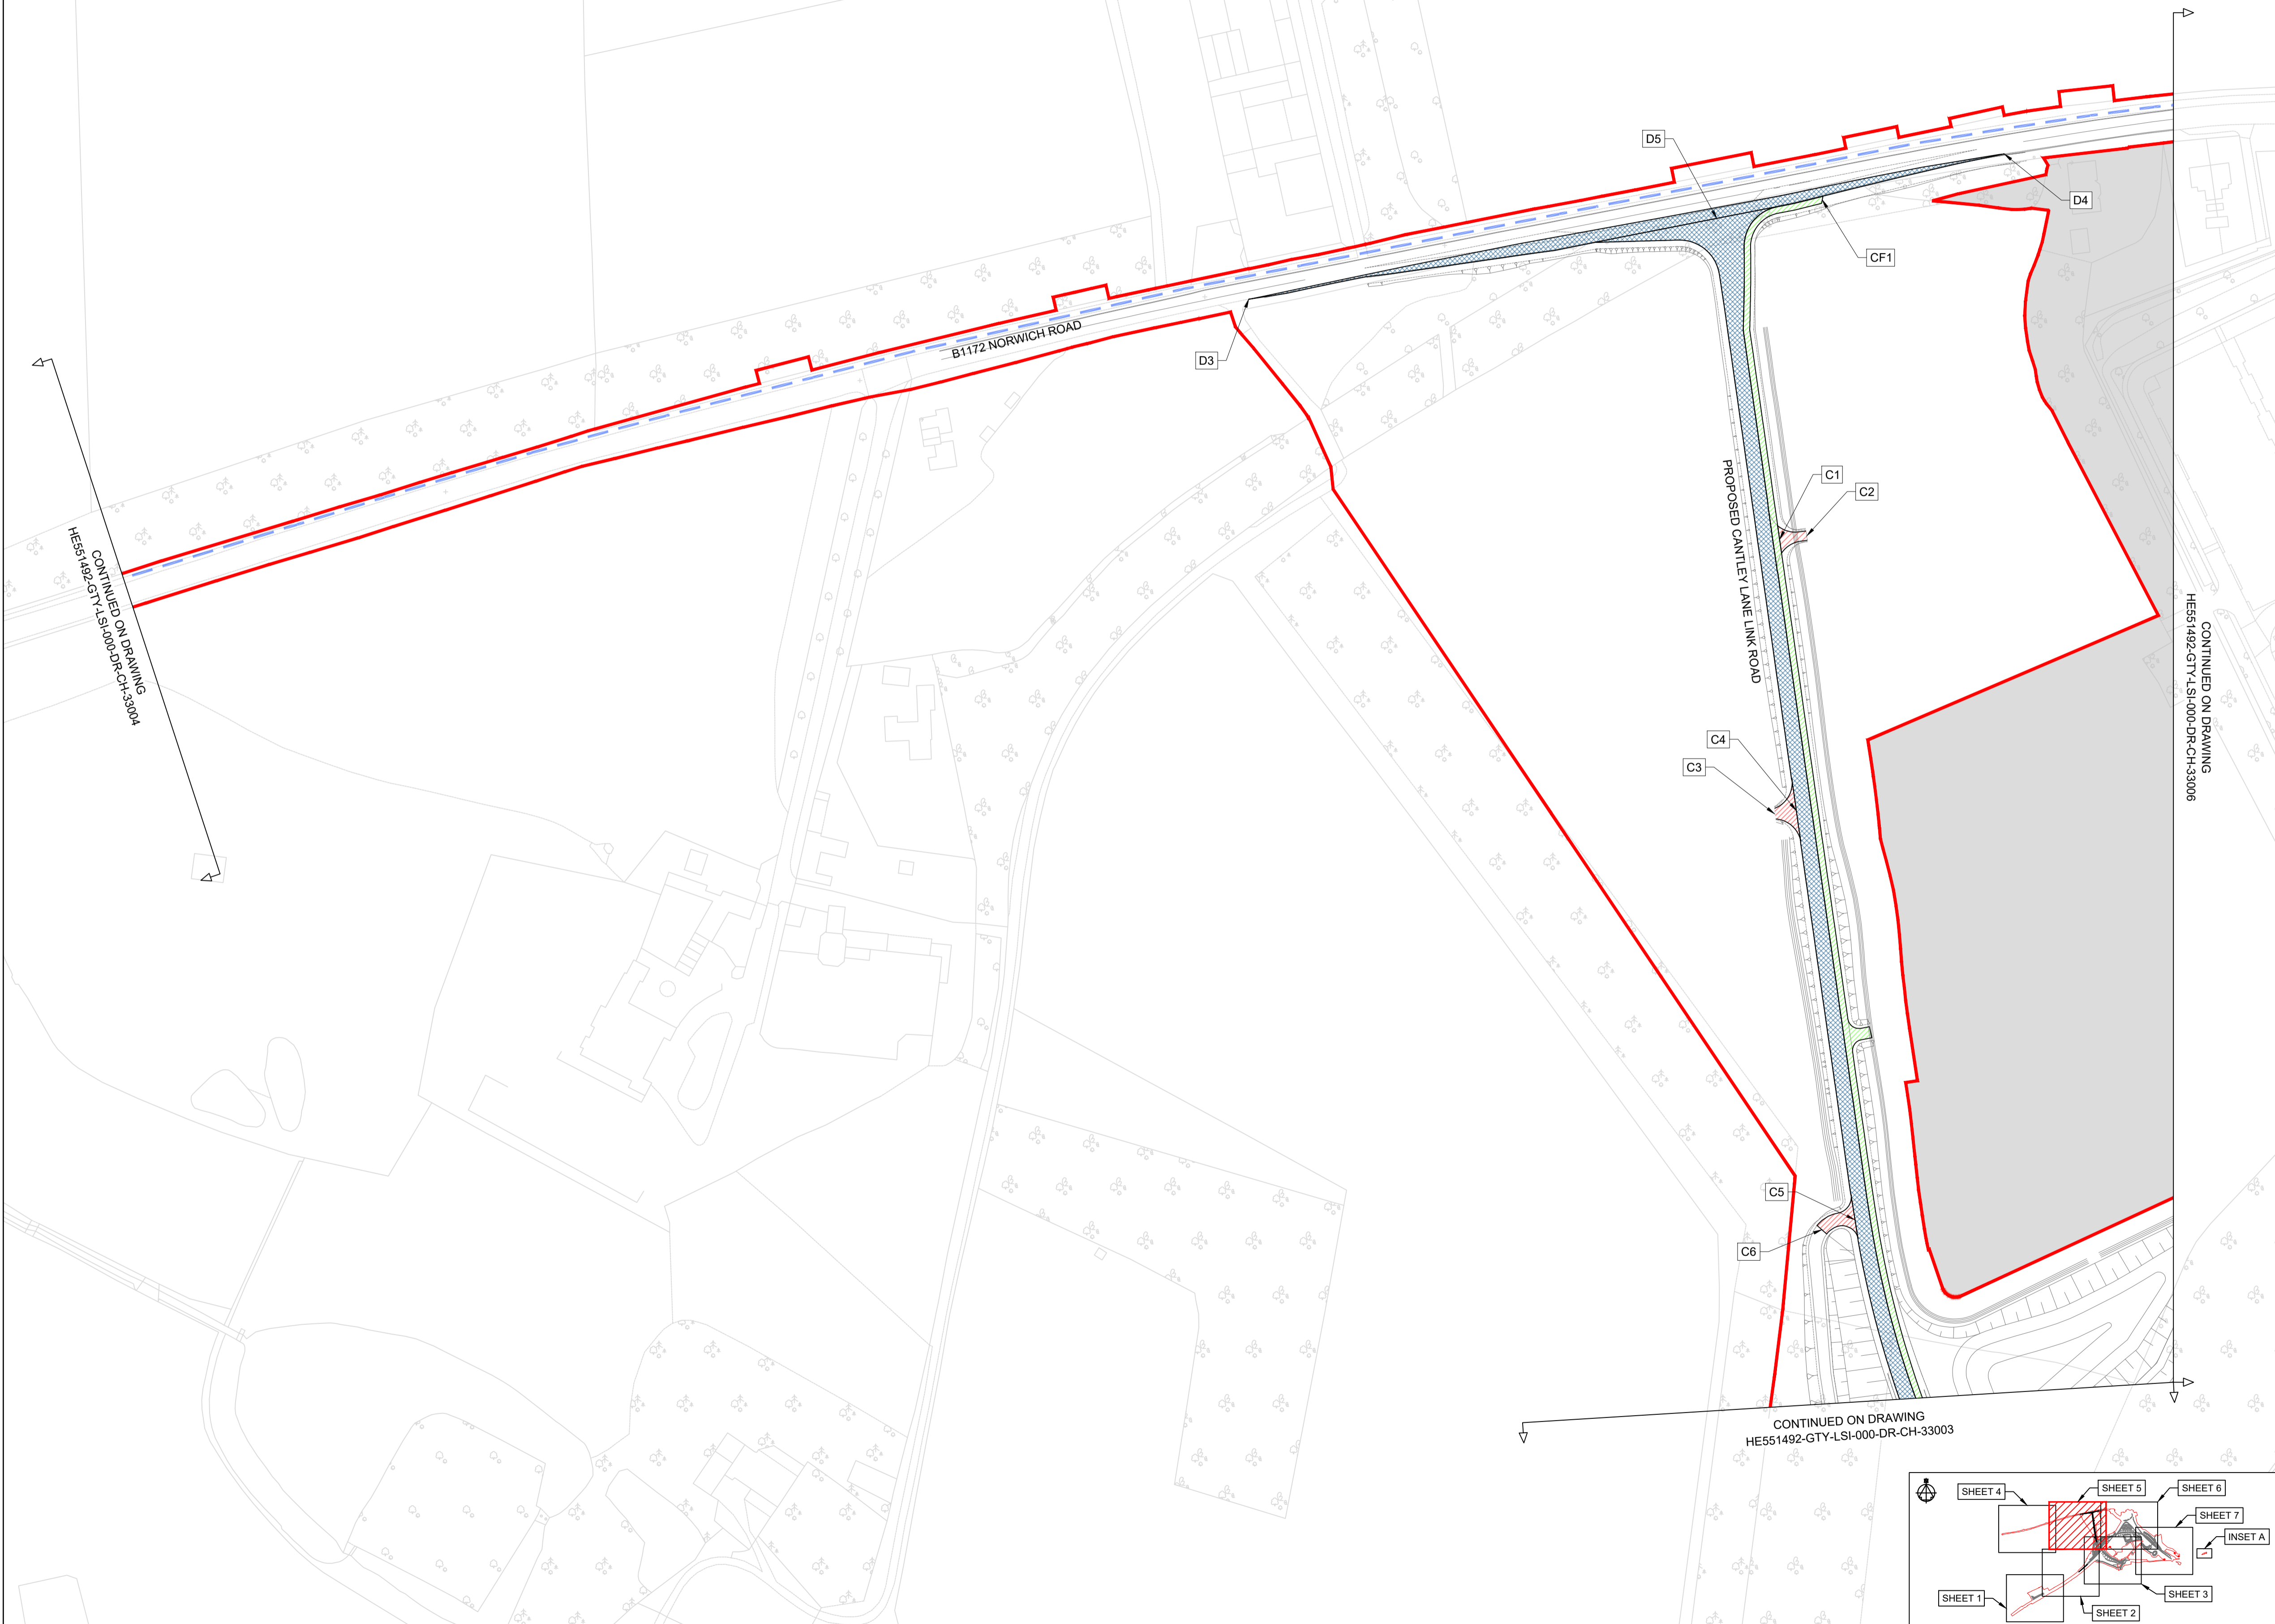 D5
D4
CF1
D3
B1172 NORWICH ROAD
C1
C2
PROPOSED CANTLEY LANE LINK ROAD
CONTINUED ON DRAWING
HE551492-GTY-LSI-000-DR-CH-33004
CONTINUED ON DRAWING
HE551492-GTY-LSI-000-DR-CH-33006
C4
C3
C5
C6
CONTINUED ON DRAWING
HE551492-GTY-LSI-000-DR-CH-33003
SHEET 4
SHEET 5
SHEET 6
SHEET 7
INSET A
SHEET 1
SHEET 2
SHEET 3